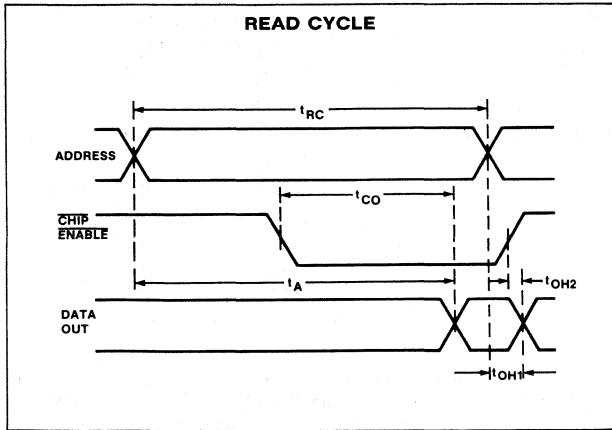 READ CYCLE
tRC
ADDRESS
tCO
CHIP
ENABLE
tA
tOH2
DATA
OUT
tOH1